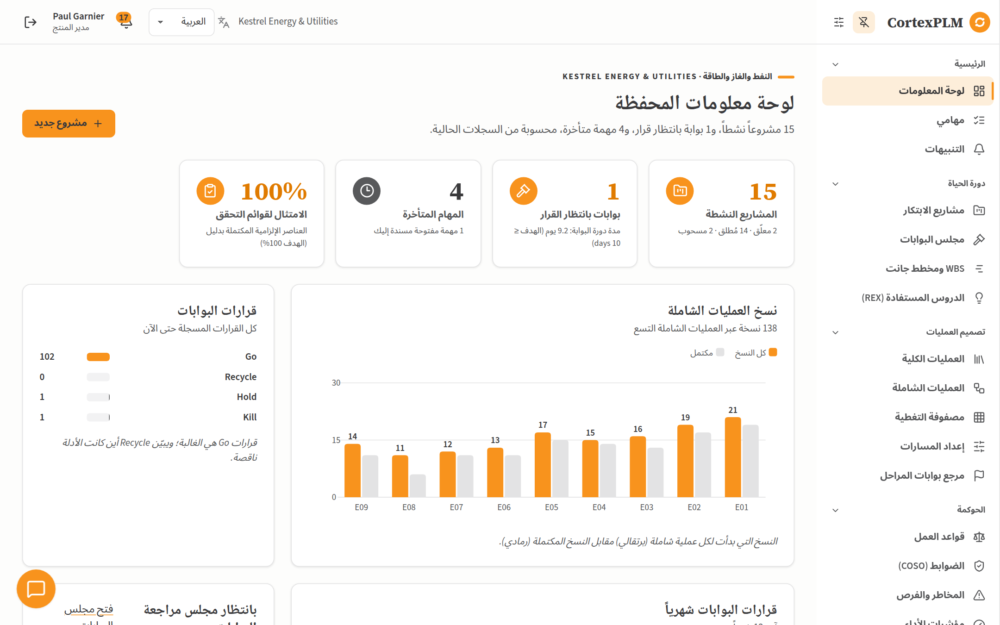 CortexPLM
Kestrel Energy & Utilities
العربية
17
Paul Garnier
مدير المنتج
الرئيسية
لوحة المعلومات
مهامي
التنبيهات
دورة الحياة
مشاريع الابتكار
مجلس البوابات
WBS ومخطط جانت
الدروس المستفادة (REX)
تصميم العمليات
العمليات الكلية
العمليات الشاملة
مصفوفة التغطية
إعداد المسارات
مرجع بوابات المراحل
الحوكمة
قواعد العمل
الضوابط (COSO)
المخاطر والفرص
مؤشرات الأداء
النفط والغاز والطاقة · KESTREL ENERGY & UTILITIES
لوحة معلومات المحفظة
15 مشروعاً نشطاً، و1 بوابة بانتظار قرار، و4 مهمة متأخرة، محسوبة من السجلات الحالية.
مشروع جديد
15
المشاريع النشطة
2 معلّق · 14 مُطلق · 2 مسحوب
1
بوابات بانتظار القرار
مدة دورة البوابة: 9.2 يوم (الهدف ≤
10 days)
4
المهام المتأخرة
1 مهمة مفتوحة مسندة إليك
100%
الامتثال لقوائم التحقق
العناصر الإلزامية المكتملة بدليل
(الهدف 100%)
نسخ العمليات الشاملة
138 نسخة عبر العمليات الشاملة التسع
كل النسخ
مكتمل
30
15
0
21
19
16
15
17
13
12
11
14
E01
E02
E03
E04
E05
E06
E07
E08
E09
النسخ التي بدأت لكل عملية شاملة (برتقالي) مقابل النسخ المكتملة (رمادي).
قرارات البوابات
كل القرارات المسجلة حتى الآن
Go 102
Recycle 0
Hold 1
Kill 1
قرارات Go هي الغالبة؛ ويبيّن Recycle أين كانت الأدلة
ناقصة.
قرارات البوابات شهرياً
بانتظار مجلس مراجعة
فتح مجلس